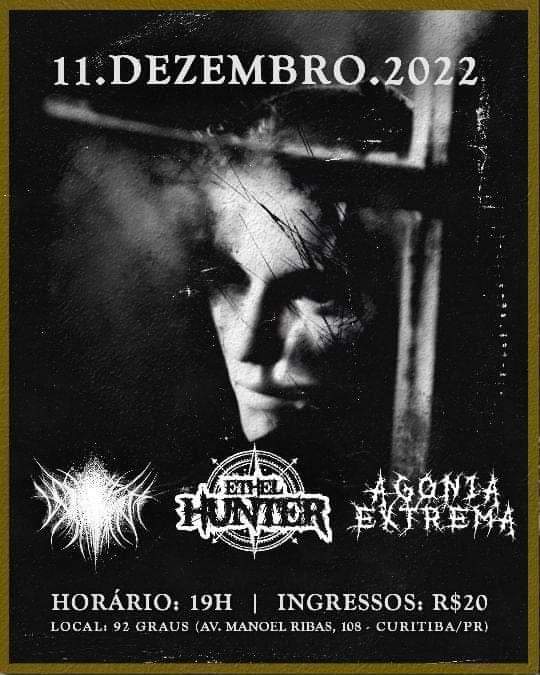 11.DEZEMBRO.2022
ETHEL
HUNTER
AGONIA
EXTREMA
HORÁRIO: 19H | INGRESSOS: R$20
LOCAL: 92 GRAUS (AV. MANOEL RIBAS, 108 - CURITIBA/PR)